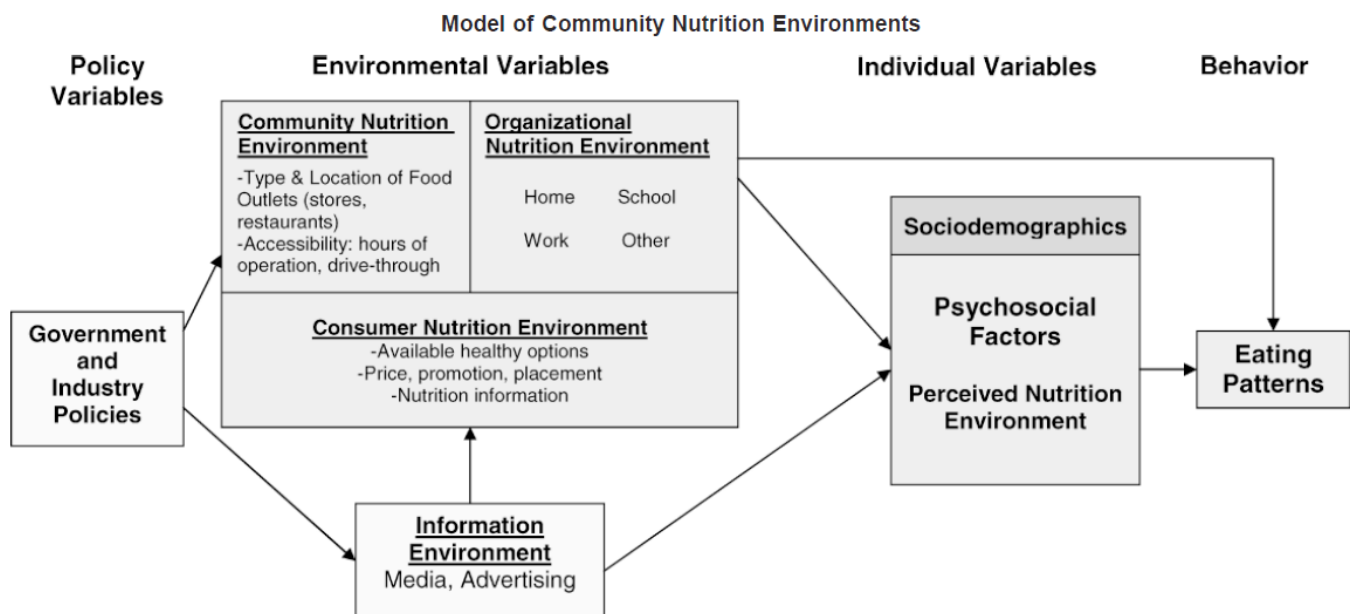 Model of Community Nutrition Environments
Policy
Variables
Environmental Variables
Individual Variables
Behavior
Community Nutrition
Environment
-Type & Location of Food
Outlets (stores,
restaurants)
-Accessibility: hours of
operation, drive-through
Organizational
Nutrition Environment
Home School
Work Other
Consumer Nutrition Environment
-Available healthy options
-Price, promotion, placement
-Nutrition information
Government
and
Industry
Policies
Information
Environment
Media, Advertising
Sociodemographics
Psychosocial
Factors
Perceived Nutrition
Environment
Eating
Patterns